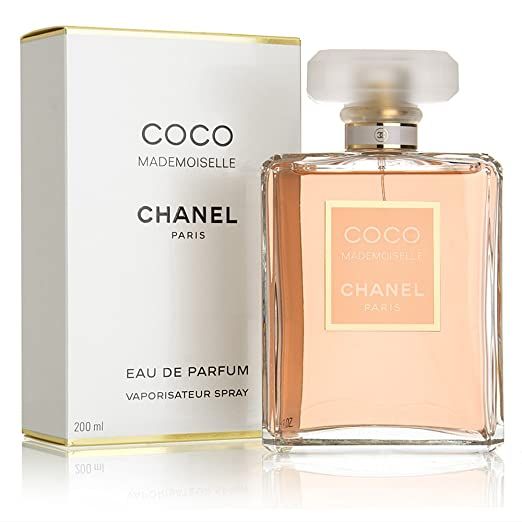 COCO
MADEMOISELLE
CHANEL
PARIS
EAU DE PARFUM
VAPORISATEUR SPRAY
200 ml
COCO
MADEMOISELLE
CHANEL
PARIS